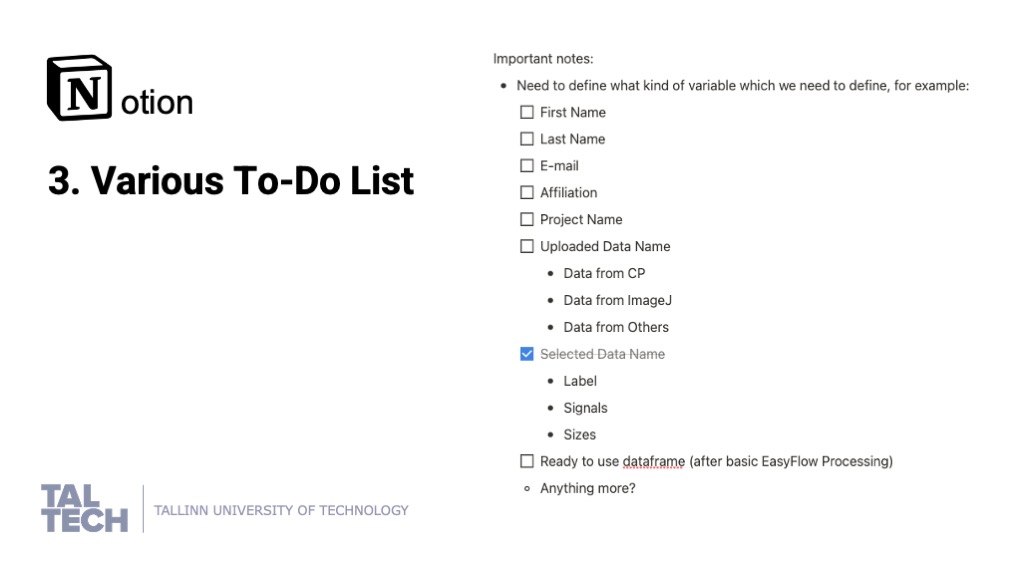 N otion
3. Various To-Do List
Important notes:
Need to define what kind of variable which we need to define, for example:
First Name
Last Name
E-mail
Affiliation
Project Name
Uploaded Data Name
Data from CP
Data from ImageJ
Data from Others
Selected Data Name
Label
Signals
Sizes
Ready to use dataframe (after basic EasyFlow Processing)
Anything more?
TAL
TECH
TALLINN UNIVERSITY OF TECHNOLOGY